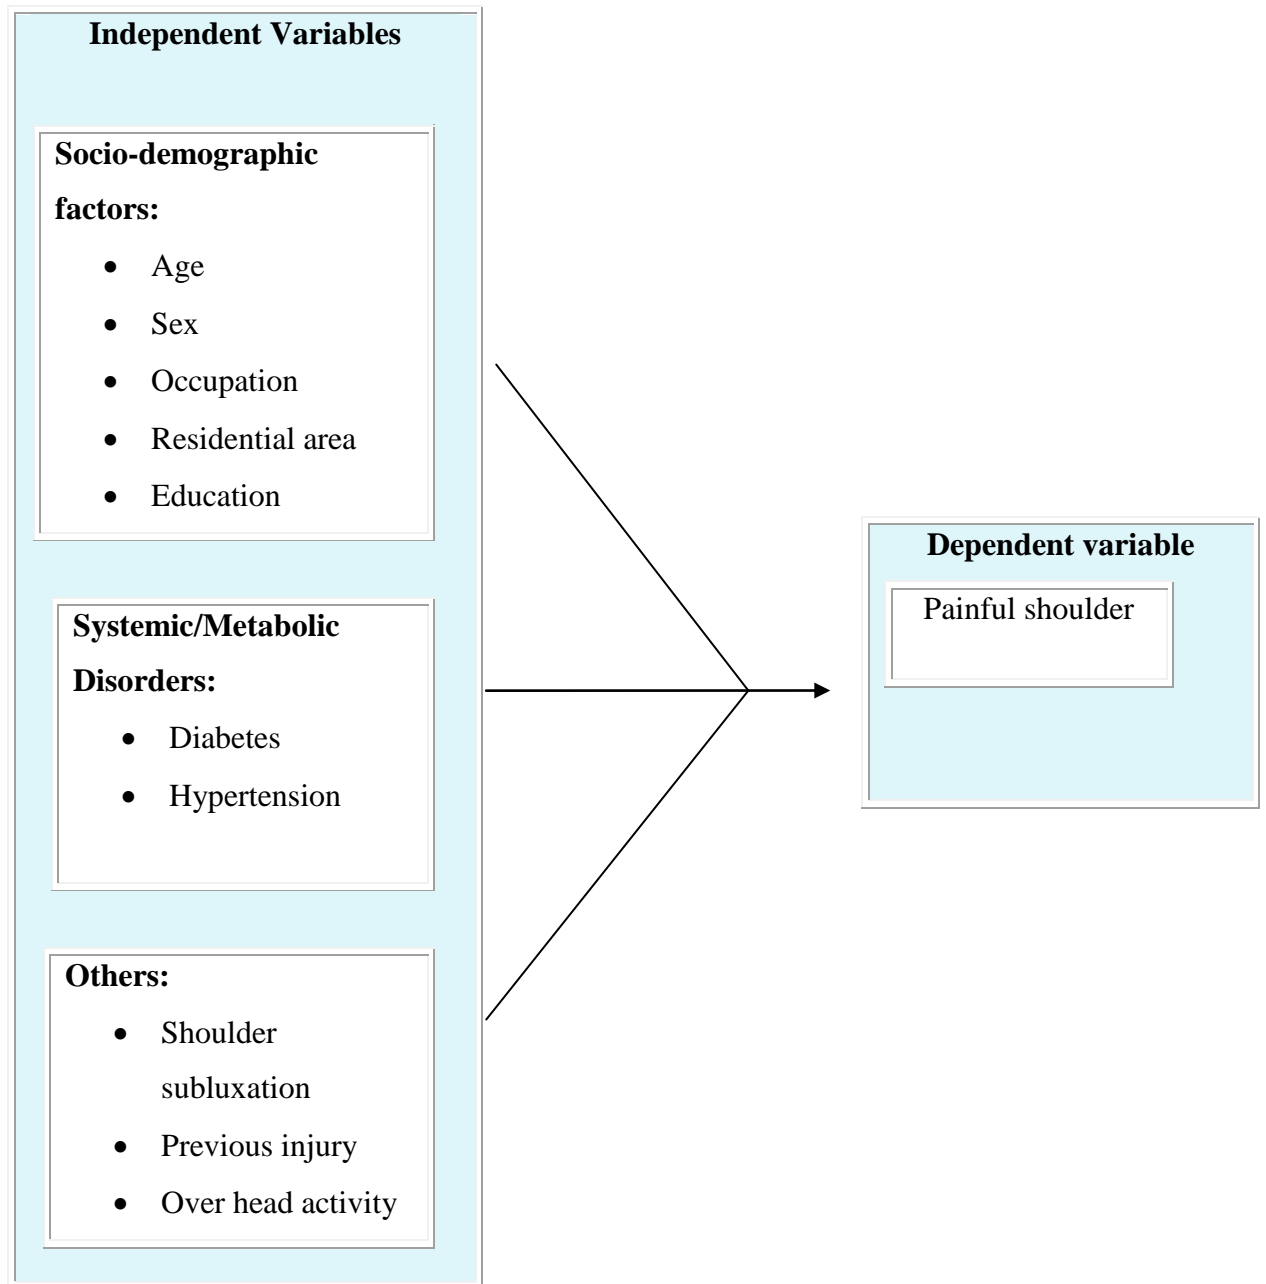 Independent Variables
Socio-demographic
factors:
• Age
• Sex
• Occupation
• Residential area
• Education
Systemic/Metabolic
Disorders:
• Diabetes
• Hypertension
Others:
• Shoulder
subluxation
• Previous injury
• Over head activity
Dependent variable
Painful shoulder